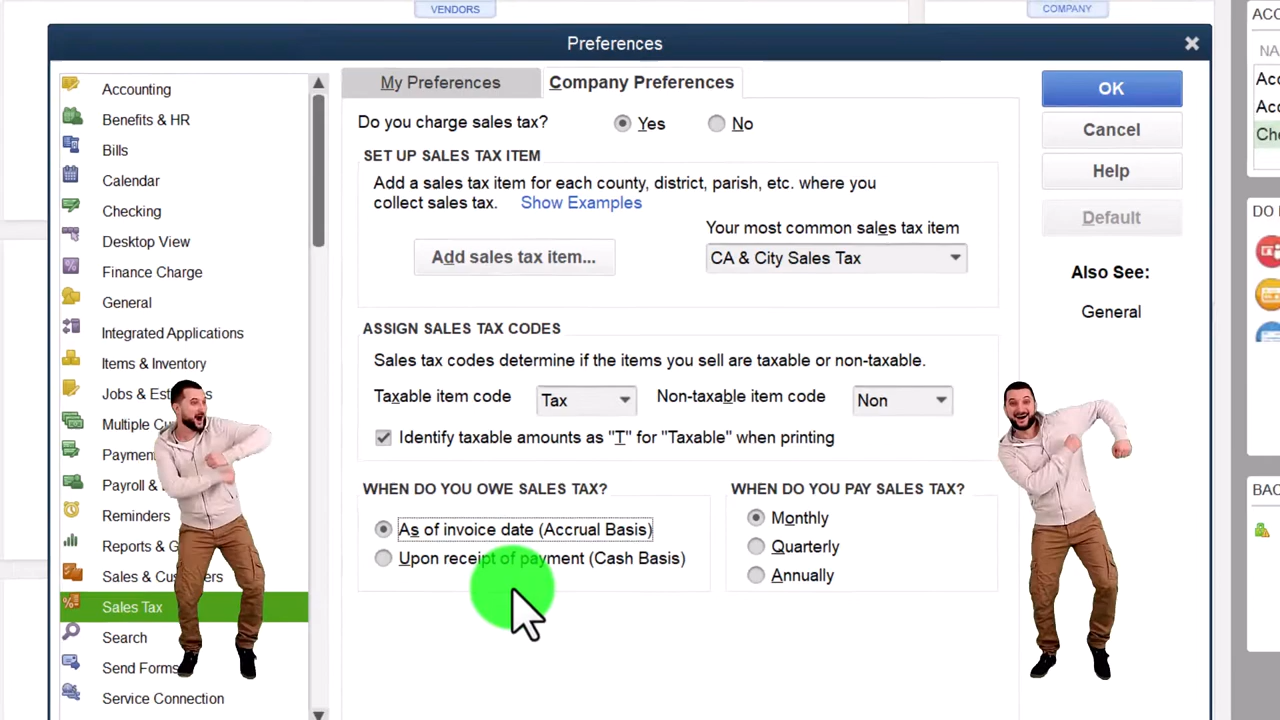 VENDORS
COMPANY
Preferences
ACC
NA
Acc
Acc
Che
DO
BAC
Accounting
Benefits & HR
Bills
Calendar
Checking
Desktop View
Finance Charge
General
Integrated Applications
Items & Inventory
Jobs & Est s
Multiple Cu
Paymen
Payroll &
Reminders
Reports & G
Sales & Cus ers
Sales Tax
Search
Send Forms
Service Connection
My Preferences
Company Preferences
Do you charge sales tax? Yes No
SET UP SALES TAX ITEM
Add a sales tax item for each county, district, parish, etc. where you
collect sales tax. Show Examples
Your most common sales tax item
Add sales tax item...
CA & City Sales Tax
ASSIGN SALES TAX CODES
Sales tax codes determine if the items you sell are taxable or non-taxable.
Taxable item code Tax Non-taxable item code Non
Identify taxable amounts as "T" for "Taxable" when printing
WHEN DO YOU OWE SALES TAX?
As of invoice date (Accrual Basis)
Upon receipt of payment (Cash Basis)
WHEN DO YOU PAY SALES TAX?
Monthly
Quarterly
Annually
OK
Cancel
Help
Default
Also See:
General